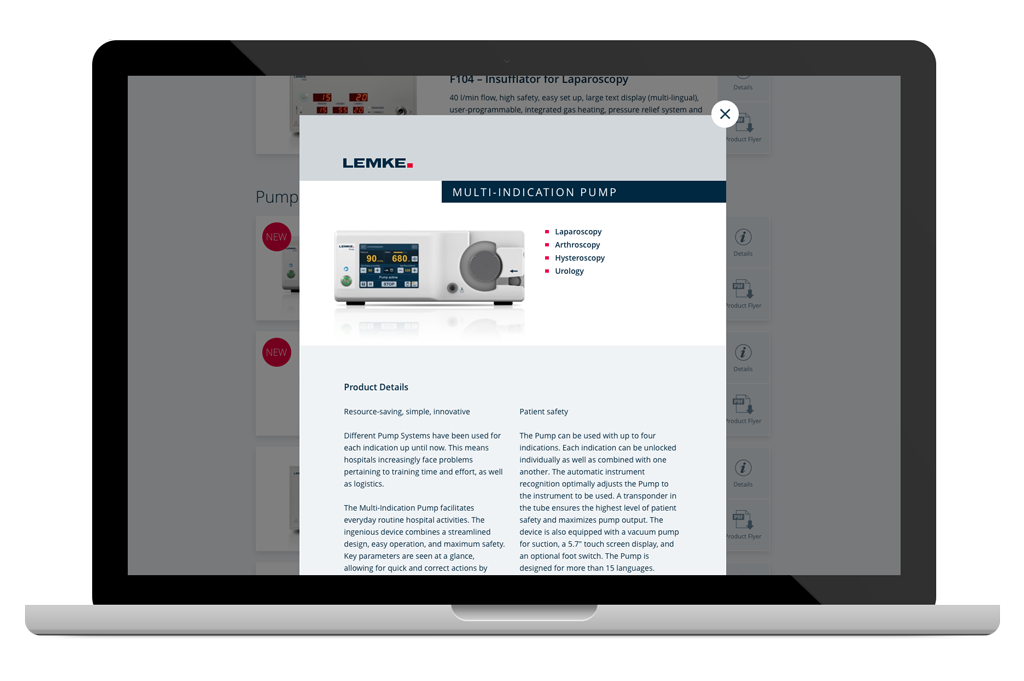 F104 – Insufflator for Laparoscopy
40 l/min flow, high safety, easy set up, large text display (multi-lingual),
user-programmable, integrated gas heating, pressure relief system and
Details
Product Flyer
LEMKE
MULTI-INDICATION PUMP
Pump
NEW
LEMKE
90
680
Pump active
STOP
Laparoscopy
Arthroscopy
Hysteroscopy
Urology
Details
PDF
Product Flyer
NEW
Details
PDF
Product Flyer
Details
PDF
Product Flyer
Product Details
Resource-saving, simple, innovative
Different Pump Systems have been used for
each indication up until now. This means
hospitals increasingly face problems
pertaining to training time and effort, as well
as logistics.
The Multi-Indication Pump facilitates
everyday routine hospital activities. The
ingenious device combines a streamlined
design, easy operation, and maximum safety.
Key parameters are seen at a glance,
allowing for quick and correct actions by
Patient safety
The Pump can be used with up to four
indications. Each indication can be unlocked
individually as well as combined with one
another. The automatic instrument
recognition optimally adjusts the Pump to
the instrument to be used. A transponder in
the tube ensures the highest level of patient
safety and maximizes pump output. The
device is also equipped with a vacuum pump
for suction, a 5.7" touch screen display, and
an optional foot switch. The Pump is
designed for more than 15 languages.